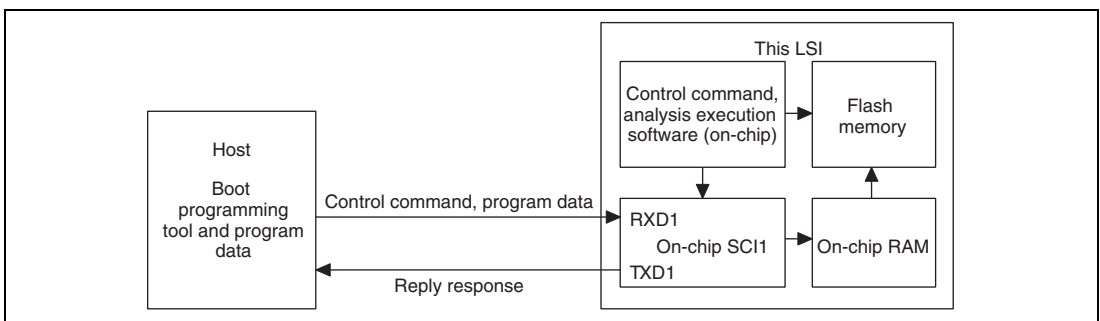 Host
Boot
programming
tool and program
data
Control command, program data
Reply response
This LSI
Control command,
analysis execution
software (on-chip)
Flash
memory
RXD1
On-chip SCI1
TXD1
On-chip RAM